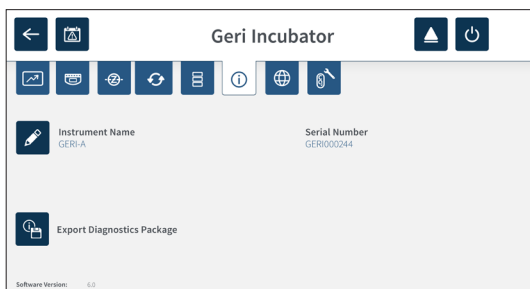 Geri Incubator
Instrument Name
GERI-A
Serial Number
GERI000244
Export Diagnostics Package
Software Version: 6.0